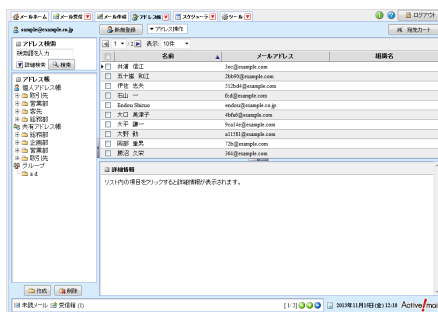 メールホーム メール受信 メール作成 アドレス帳 スケジューラ ツール ログアウト
sample@example.co.jp 新規登録 アドレス操作 宛先カート
アドレス検索
検索語を入力
詳細検索 検索
アドレス帳
個人アドレス帳
取引先
営業部
客先
総務部
共有アドレス帳
営業部
企画部
総務部
取引先
グループ
a d
作成 削除
1 /2 表示: 10件
名前 メールアドレス 組織名
井浦 信江 3ec@example.com
五十嵐 和江 3bb90@example.com
伊佐 忠夫 512bd4@example.com
石山 一 fcd@example.com
Endou Shizuo endou@example.co.jp
大口 美津子 4bfa6@example.com
大平 謙一 9ca14e@example.com
大野 勅 a11581@example.com
岡部 重男 72b@example.com
勝沼 久栄 364@example.com
詳細情報
リスト内の項目をクリックすると詳細情報が表示されます。
未読メール 受信箱 (1)
[1/2] 2013年11月15日(金) 12:18 Active! mail